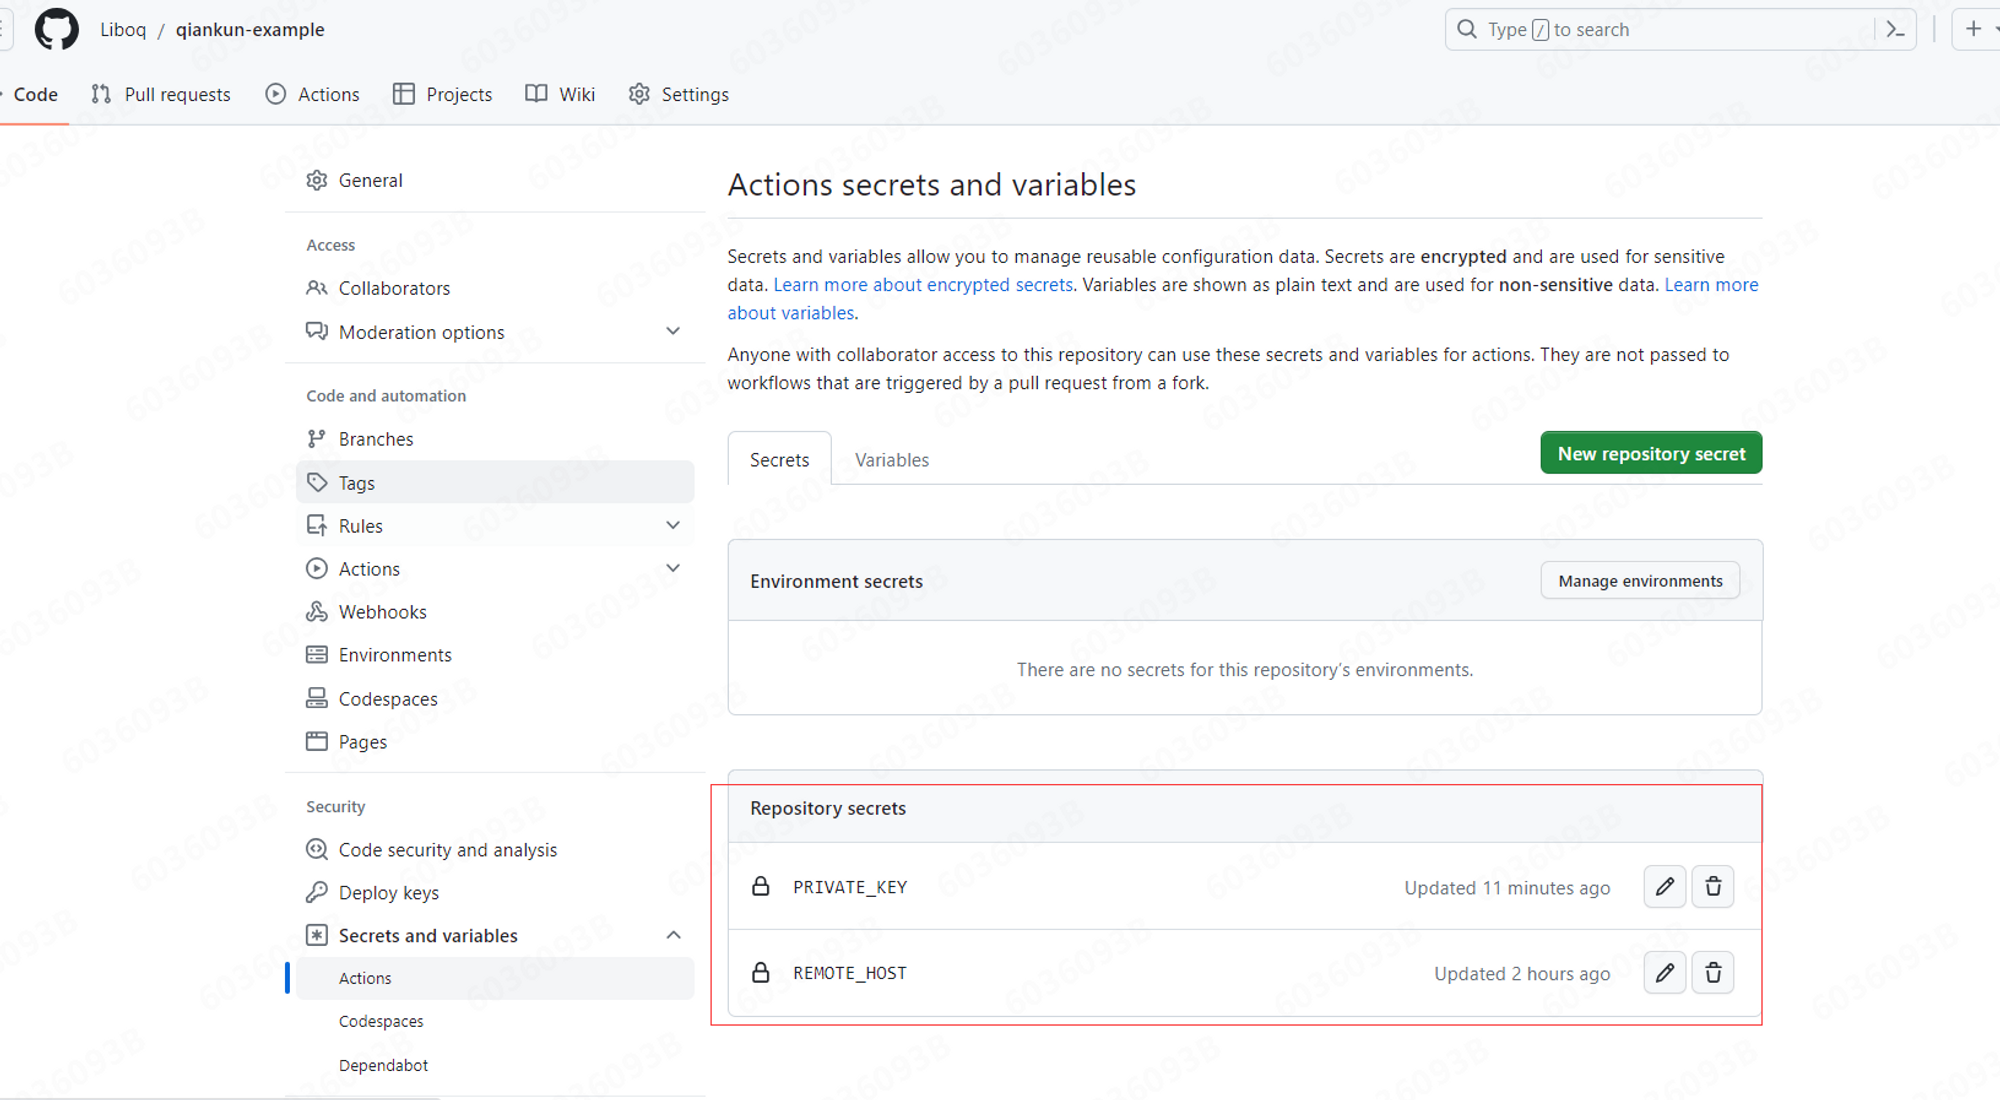 Liboq / qiankun-example
Type / to search
Code
Pull requests
Actions
Projects
Wiki
Settings
General
Access
Collaborators
Moderation options
Code and automation
Branches
Tags
Rules
Actions
Webhooks
Environments
Codespaces
Pages
Security
Code security and analysis
Deploy keys
Secrets and variables
Actions
Codespaces
Dependabot
Actions secrets and variables
Secrets and variables allow you to manage reusable configuration data. Secrets are encrypted and are used for sensitive
data. Learn more about encrypted secrets. Variables are shown as plain text and are used for non-sensitive data. Learn more
about variables.
Anyone with collaborator access to this repository can use these secrets and variables for actions. They are not passed to
workflows that are triggered by a pull request from a fork.
Secrets
Variables
New repository secret
Environment secrets
Manage environments
There are no secrets for this repository's environments.
Repository secrets
PRIVATE_KEY
Updated 11 minutes ago
REMOTE_HOST
Updated 2 hours ago
6036093B